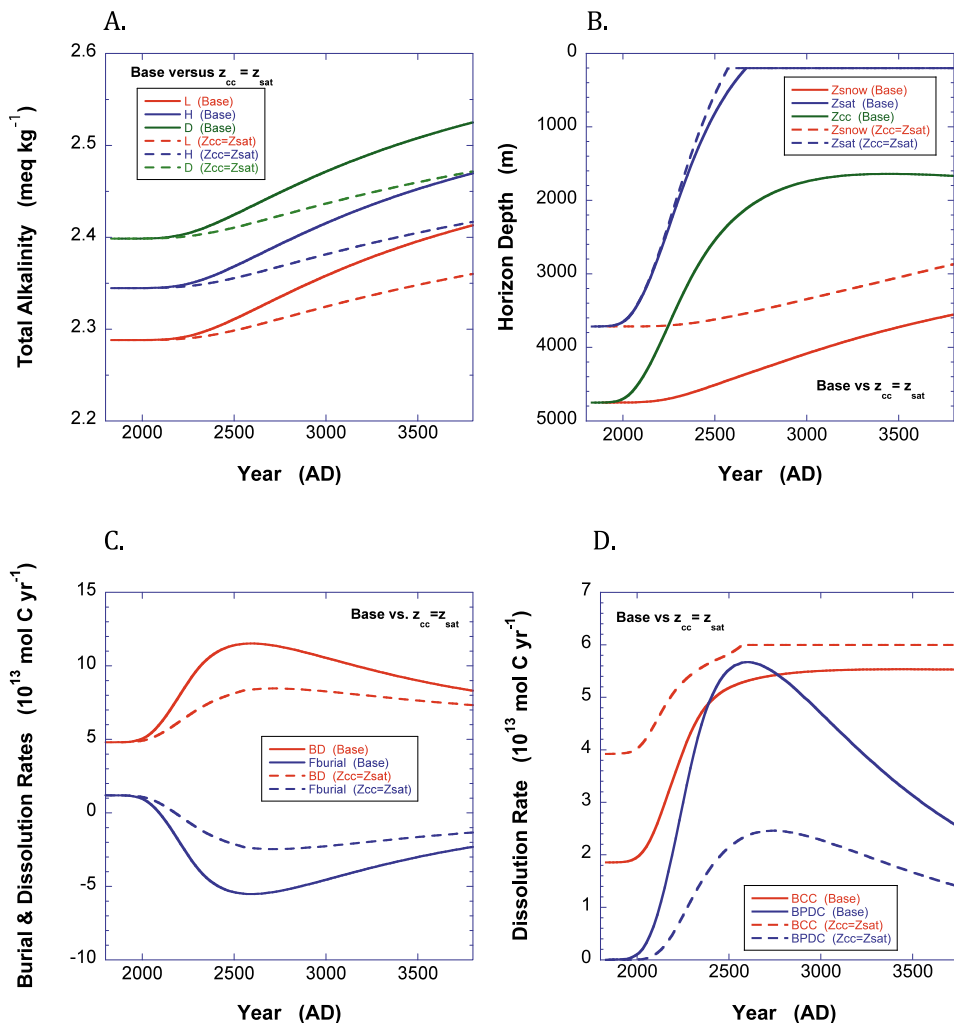 A.
Total Alkalinity (meq kg-1)
2.6
2.5
2.4
2.3
2.2
Base versus zcc = zsat
L (Base)
H (Base)
D (Base)
L (Zcc=Zsat)
H (Zcc=Zsat)
D (Zcc=Zsat)
2000 2500 3000 3500
Year (AD)
B.
Horizon Depth (m)
0
1000
2000
3000
4000
5000
Zsnow (Base)
Zsat (Base)
Zcc (Base)
Zsnow (Zcc=Zsat)
Zsat (Zcc=Zsat)
Base vs zcc = zsat
2000 2500 3000 3500
Year (AD)
C.
Burial & Dissolution Rates (10^13 mol C yr-1)
15
10
5
0
-5
-10
Base vs. zcc =zsat
BD (Base)
Fburial (Base)
BD (Zcc=Zsat)
Fburial (Zcc=Zsat)
2000 2500 3000 3500
Year (AD)
D.
Dissolution Rate (10^13 mol C yr-1)
7
6
5
4
3
2
1
0
Base vs zcc = zsat
BCC (Base)
BPDC (Base)
BCC (Zcc=Zsat)
BPDC (Zcc=Zsat)
2000 2500 3000 3500
Year (AD)